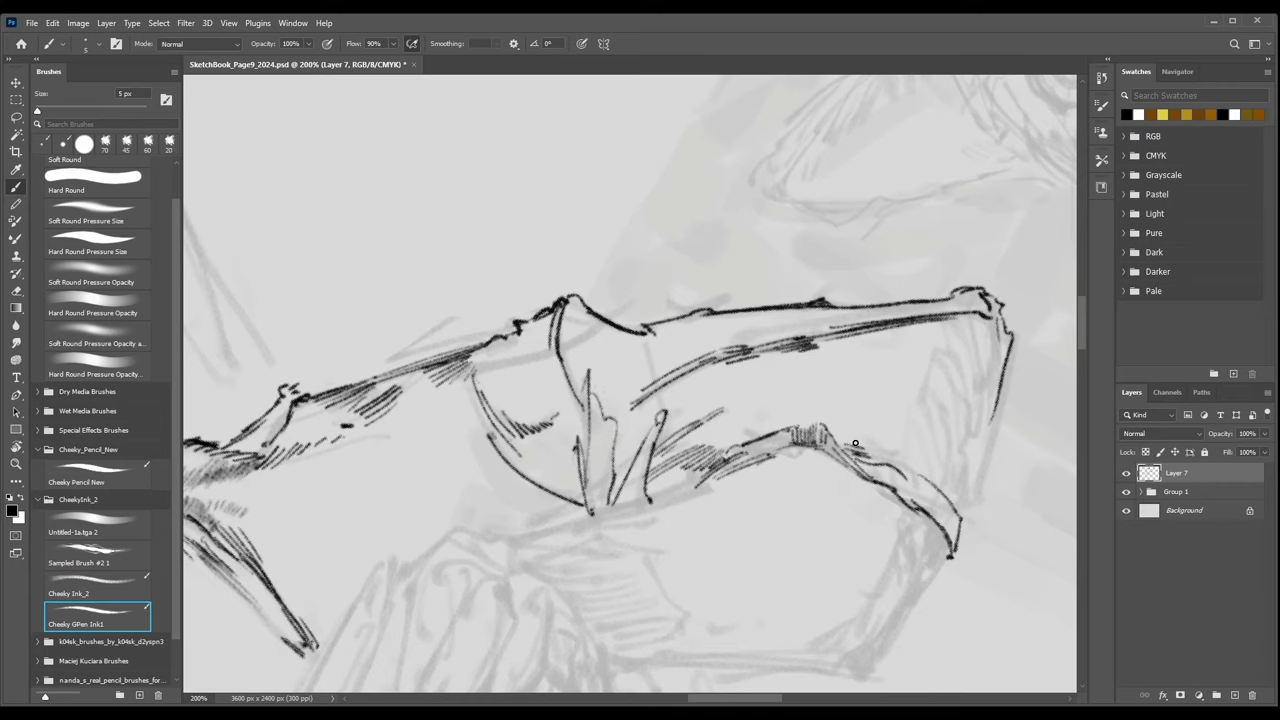 Ps File Edit Image Layer Type Select Filter 3D View Plugins Window Help
5 Mode: Normal Opacity: 100% Flow: 90% Smoothing: 0°
Brushes
SketchBook_Page9_2024.psd @ 200% (Layer 7, RGB/8/CMYK) *
Size: 5 px
Search Brushes
70 45 60 20
Soft Round
Hard Round
Soft Round Pressure Size
Hard Round Pressure Size
Soft Round Pressure Opacity
Hard Round Pressure Opacity
Soft Round Pressure Opacity a...
Hard Round Pressure Opacity...
Dry Media Brushes
Wet Media Brushes
Special Effects Brushes
Cheeky_Pencil_New
Cheeky Pencil New
CheekyInk_2
Untitled-1a.tga 2
Sampled Brush #2 1
Cheeky Ink_2
Cheeky GPen Ink1
k04sk_brushes_by_k04sk_d2yspn3
Maciej Kuciara Brushes
nanda_s_real_pencil_brushes_for...
200% 3600 px x 2400 px (300 ppi)
Swatches Navigator
Search Swatches
RGB
CMYK
Grayscale
Pastel
Light
Pure
Dark
Darker
Pale
Layers Channels Paths
Kind
Normal Opacity: 100%
Lock: Fill: 100%
Layer 7
Group 1
Background
fx